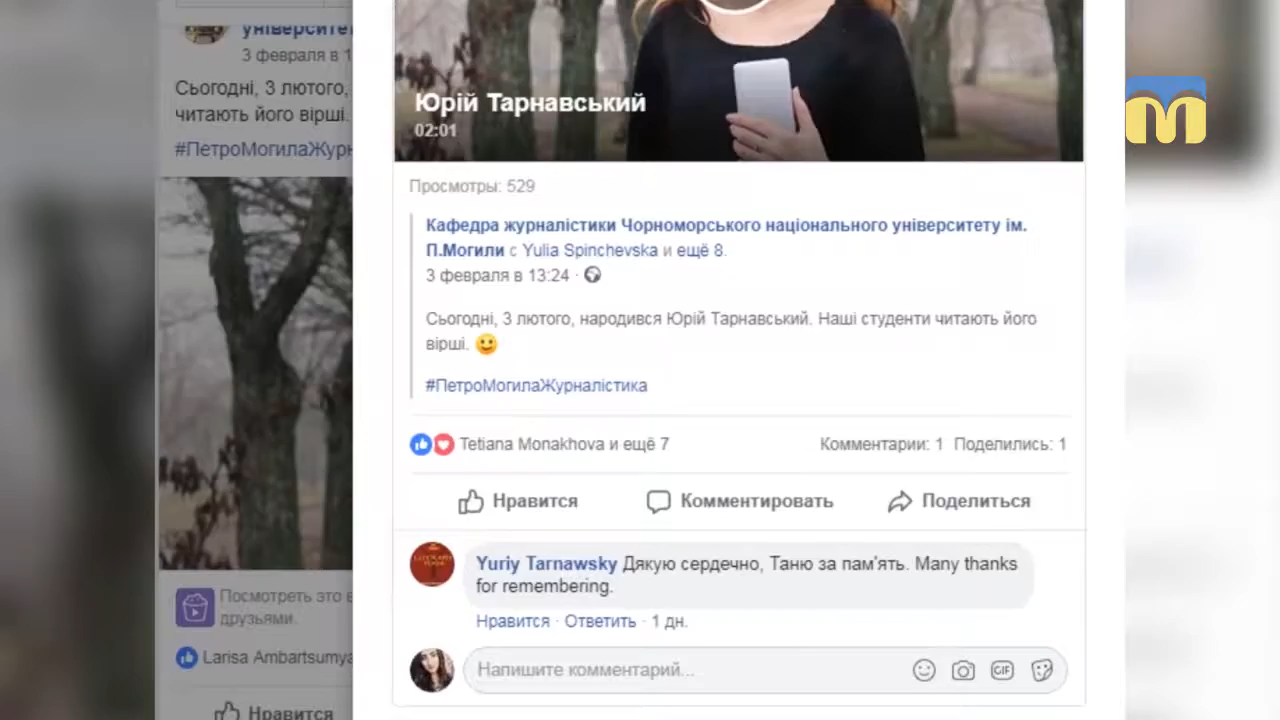 університет
3 февраля в 1
Сьогодні, 3 лютого,
читають його вірші.
#ПетроМогилаЖурн
Посмотреть это в
друзьями.
Larisa Ambartsumya
Нравится
Юрій Тарнавський
02:01
Просмотры: 529
Кафедра журналістики Чорноморського національного університету ім.
П.Могили с Yulia Spinchevska и ещё 8.
3 февраля в 13:24 ·
Сьогодні, 3 лютого, народився Юрій Тарнавський. Наші студенти читають його
вірші. 🙂
#ПетроМогилаЖурналістика
Tetiana Monakhova и ещё 7
Комментарии: 1 Поделились: 1
Нравится Комментировать Поделиться
Yuriy Tarnawsky Дякую сердечно, Таню за пам'ять. Many thanks
for remembering.
Нравится · Ответить · 1 дн.
Напишите комментарий...
GIF
m